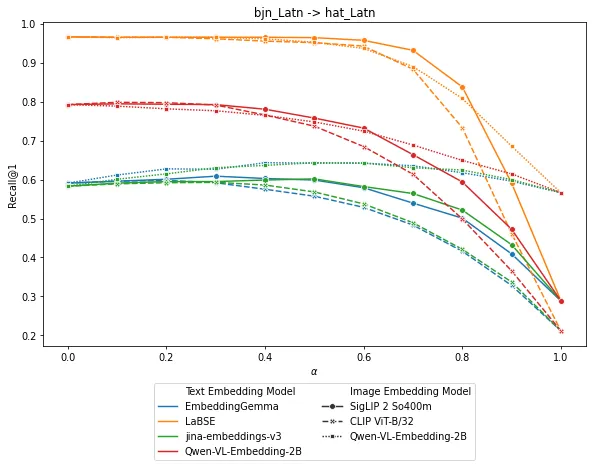 bjn_Latn -> hat_Latn
1.0
0.9
0.8
0.7
0.6
0.5
0.4
0.3
0.2
Recall@1
0.0 0.2 0.4 0.6 0.8 1.0
α
Text Embedding Model Image Embedding Model
EmbeddingGemma SigLIP 2 So400m
LaBSE CLIP ViT-B/32
jina-embeddings-v3 Qwen-VL-Embedding-2B
Qwen-VL-Embedding-2B